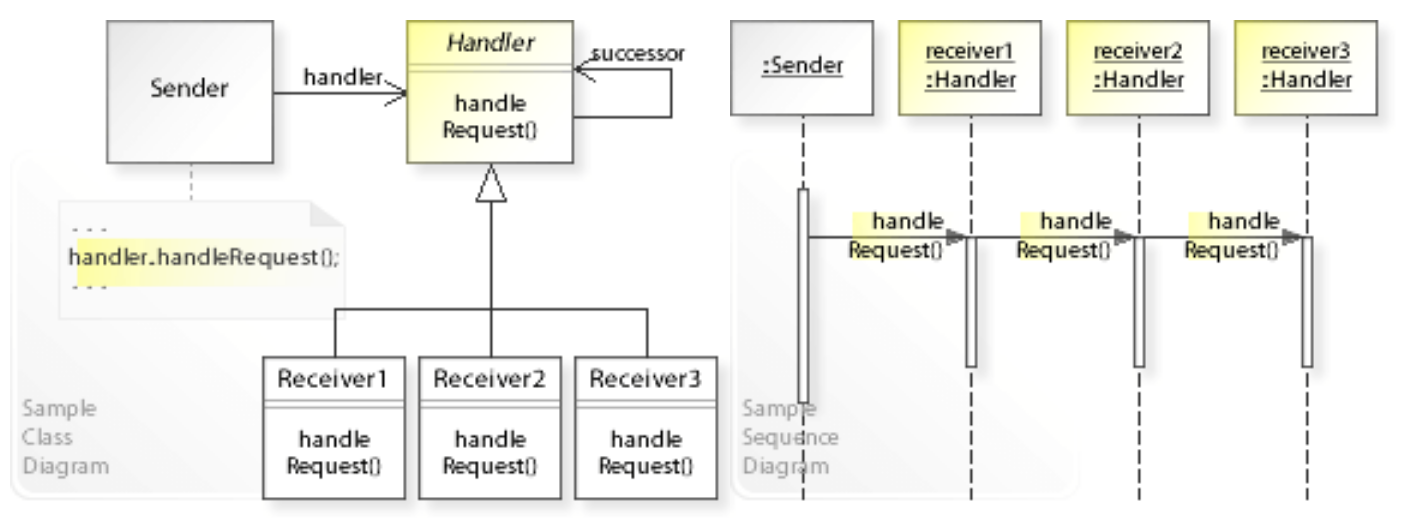 Sender
handler
Handler
handle
Request()
successor
. . .
handler.handleRequest();
. . .
Receiver1
handle
Request()
Receiver2
handle
Request()
Receiver3
handle
Request()
Sample
Class
Diagram
:Sender
receiver1
:Handler
receiver2
:Handler
receiver3
:Handler
handle
Request()
handle
Request()
handle
Request()
Sample
Sequence
Diagram